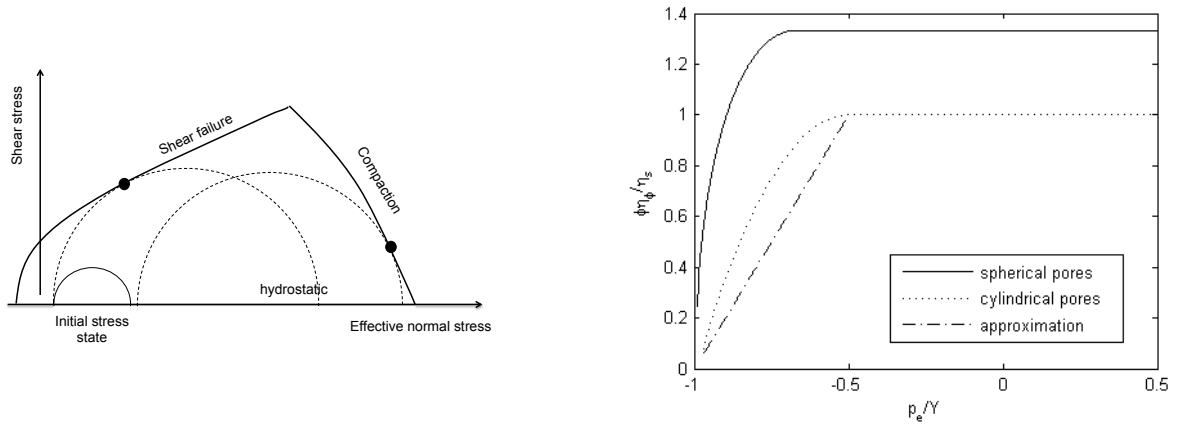 Shear stress
Shear failure
Compaction
hydrostatic
Initial stress
state
Effective normal stress
ϕη_ϕ/η_s
1.4
1.2
1
0.8
0.6
0.4
0.2
0
-1
-0.5
0
0.5
p_e/Y
spherical pores
cylindrical pores
approximation